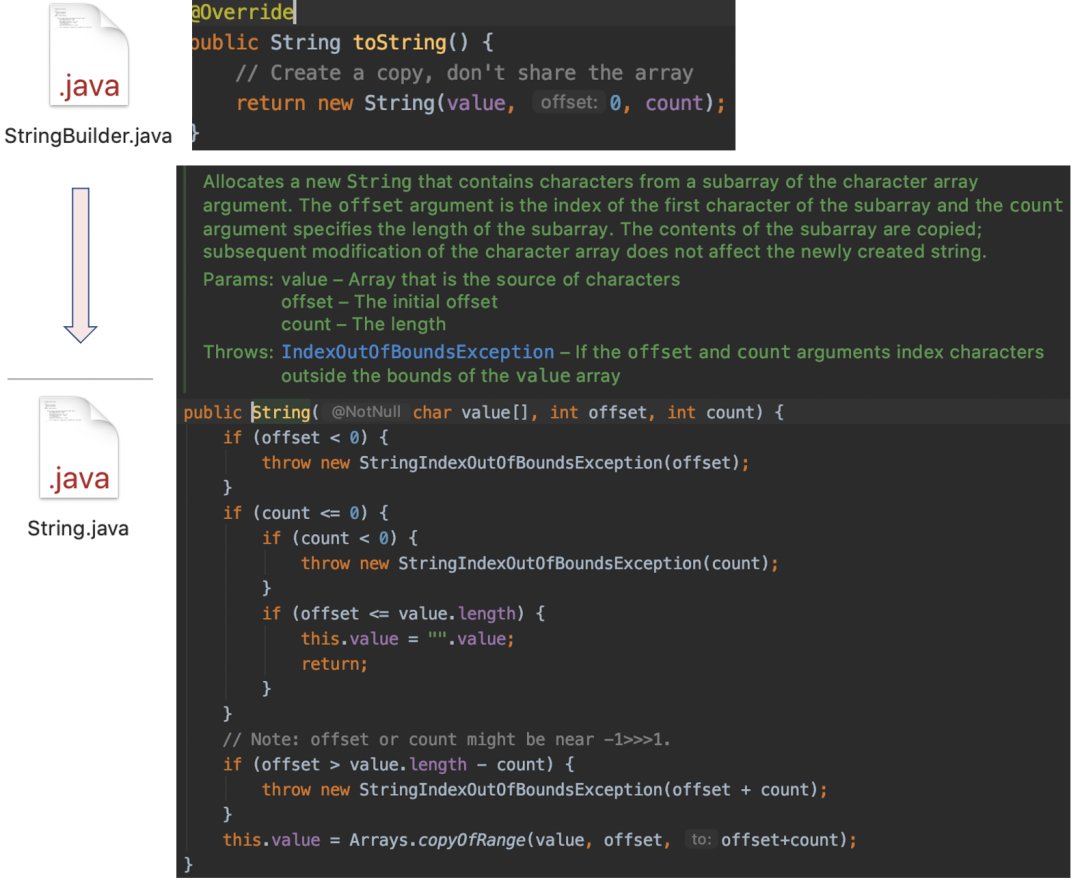 @Override
public String toString() {
// Create a copy, don't share the array
return new String(value, offset: 0, count);
}
.java
StringBuilder.java
Allocates a new String that contains characters from a subarray of the character array
argument. The offset argument is the index of the first character of the subarray and the count
argument specifies the length of the subarray. The contents of the subarray are copied;
subsequent modification of the character array does not affect the newly created string.
Params: value – Array that is the source of characters
offset – The initial offset
count – The length
Throws: IndexOutOfBoundsException – If the offset and count arguments index characters
outside the bounds of the value array
.java
String.java
public String( @NotNull char value[], int offset, int count) {
if (offset < 0) {
throw new StringIndexOutOfBoundsException(offset);
}
if (count <= 0) {
if (count < 0) {
throw new StringIndexOutOfBoundsException(count);
}
if (offset <= value.length) {
this.value = "".value;
return;
}
}
// Note: offset or count might be near -1>>>1.
if (offset > value.length - count) {
throw new StringIndexOutOfBoundsException(offset + count);
}
this.value = Arrays.copyOfRange(value, offset, to: offset+count);
}